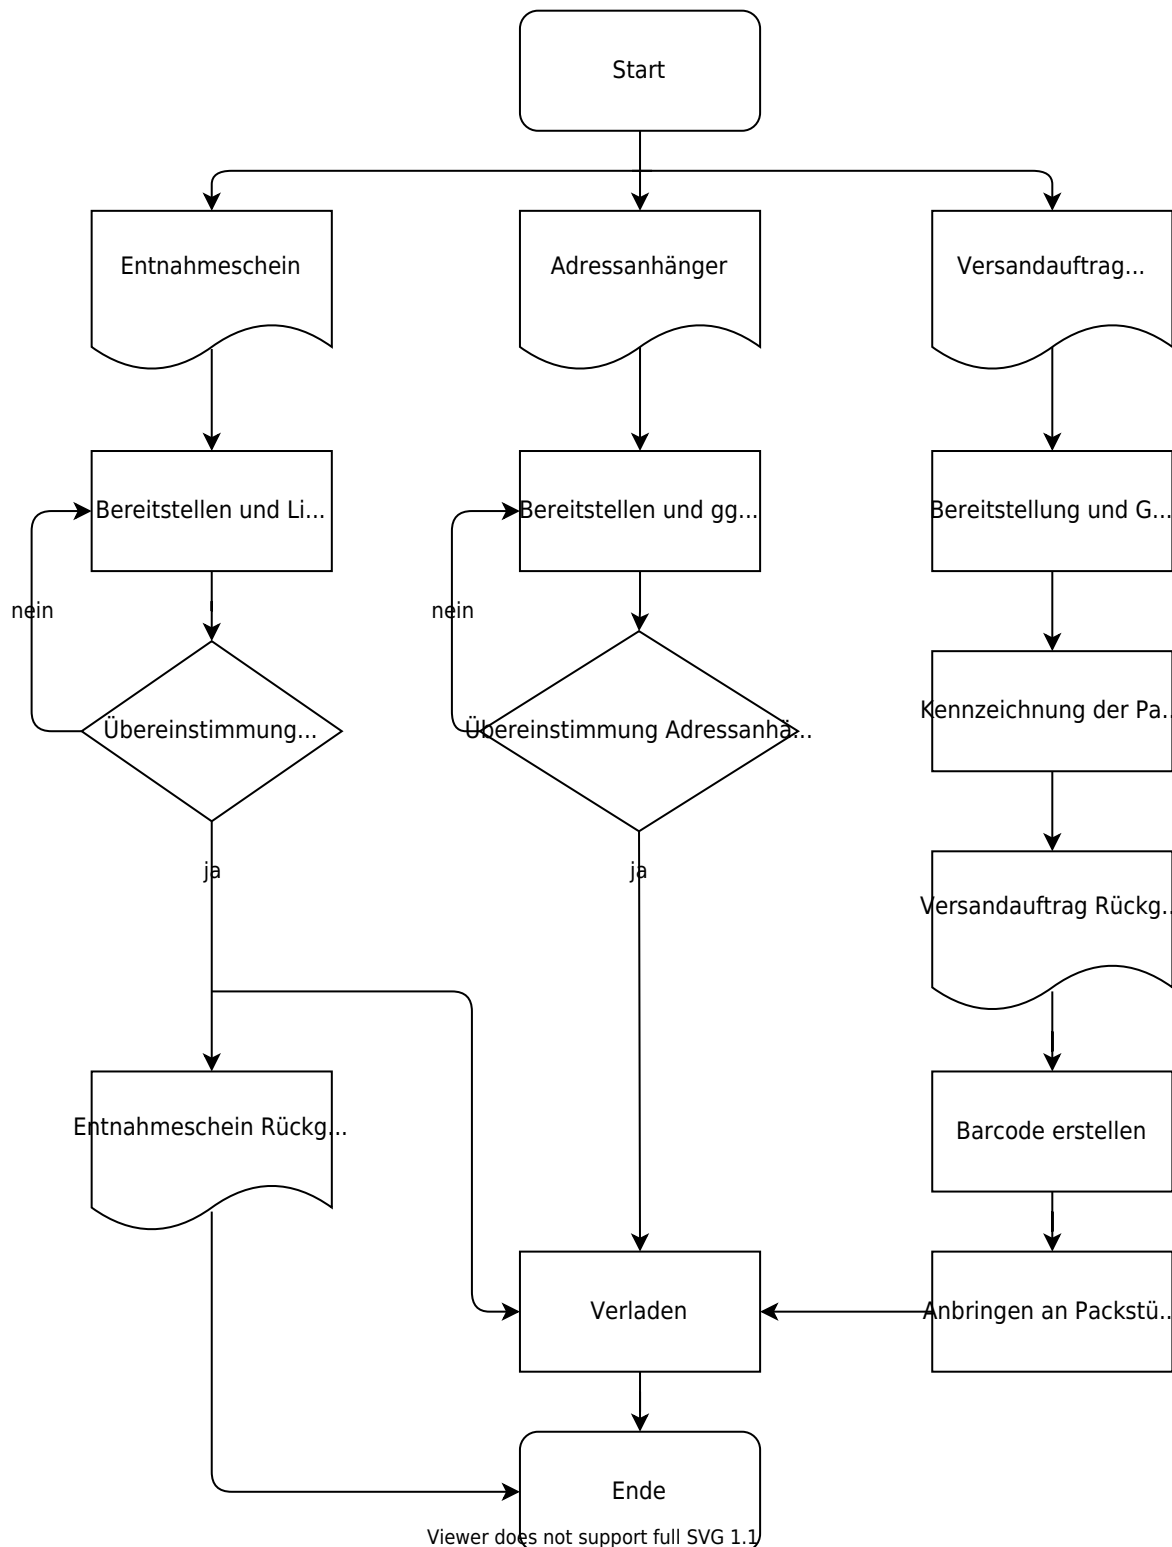 Start
Entnahmeschein
Adressanhänger
Versandauftrag...
Bereitstellen und Li...
Bereitstellen und gg...
Bereitstellung und G...
nein
nein
Übereinstimmung...
Übereinstimmung Adressanhä...
Kennzeichnung der Pa...
ja
ja
Versandauftrag Rückg...
Entnahmeschein Rückg...
Barcode erstellen
Verladen
Anbringen an Packstü...
Ende
Viewer does not support full SVG 1.1